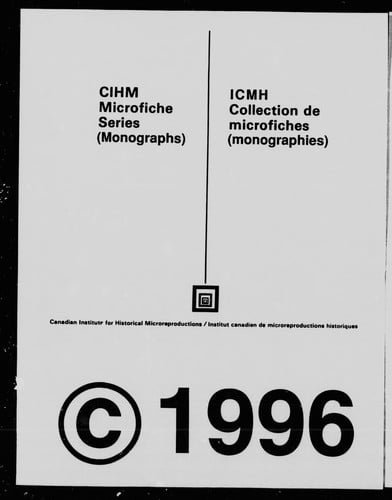 CIHM
Microfiche
Series
(Monographs)
ICMH
Collection de
microfiches
(monographies)
Canadian Institute for Historical Microreproductions / Institut canadien de microreproductions historiques
© 1996